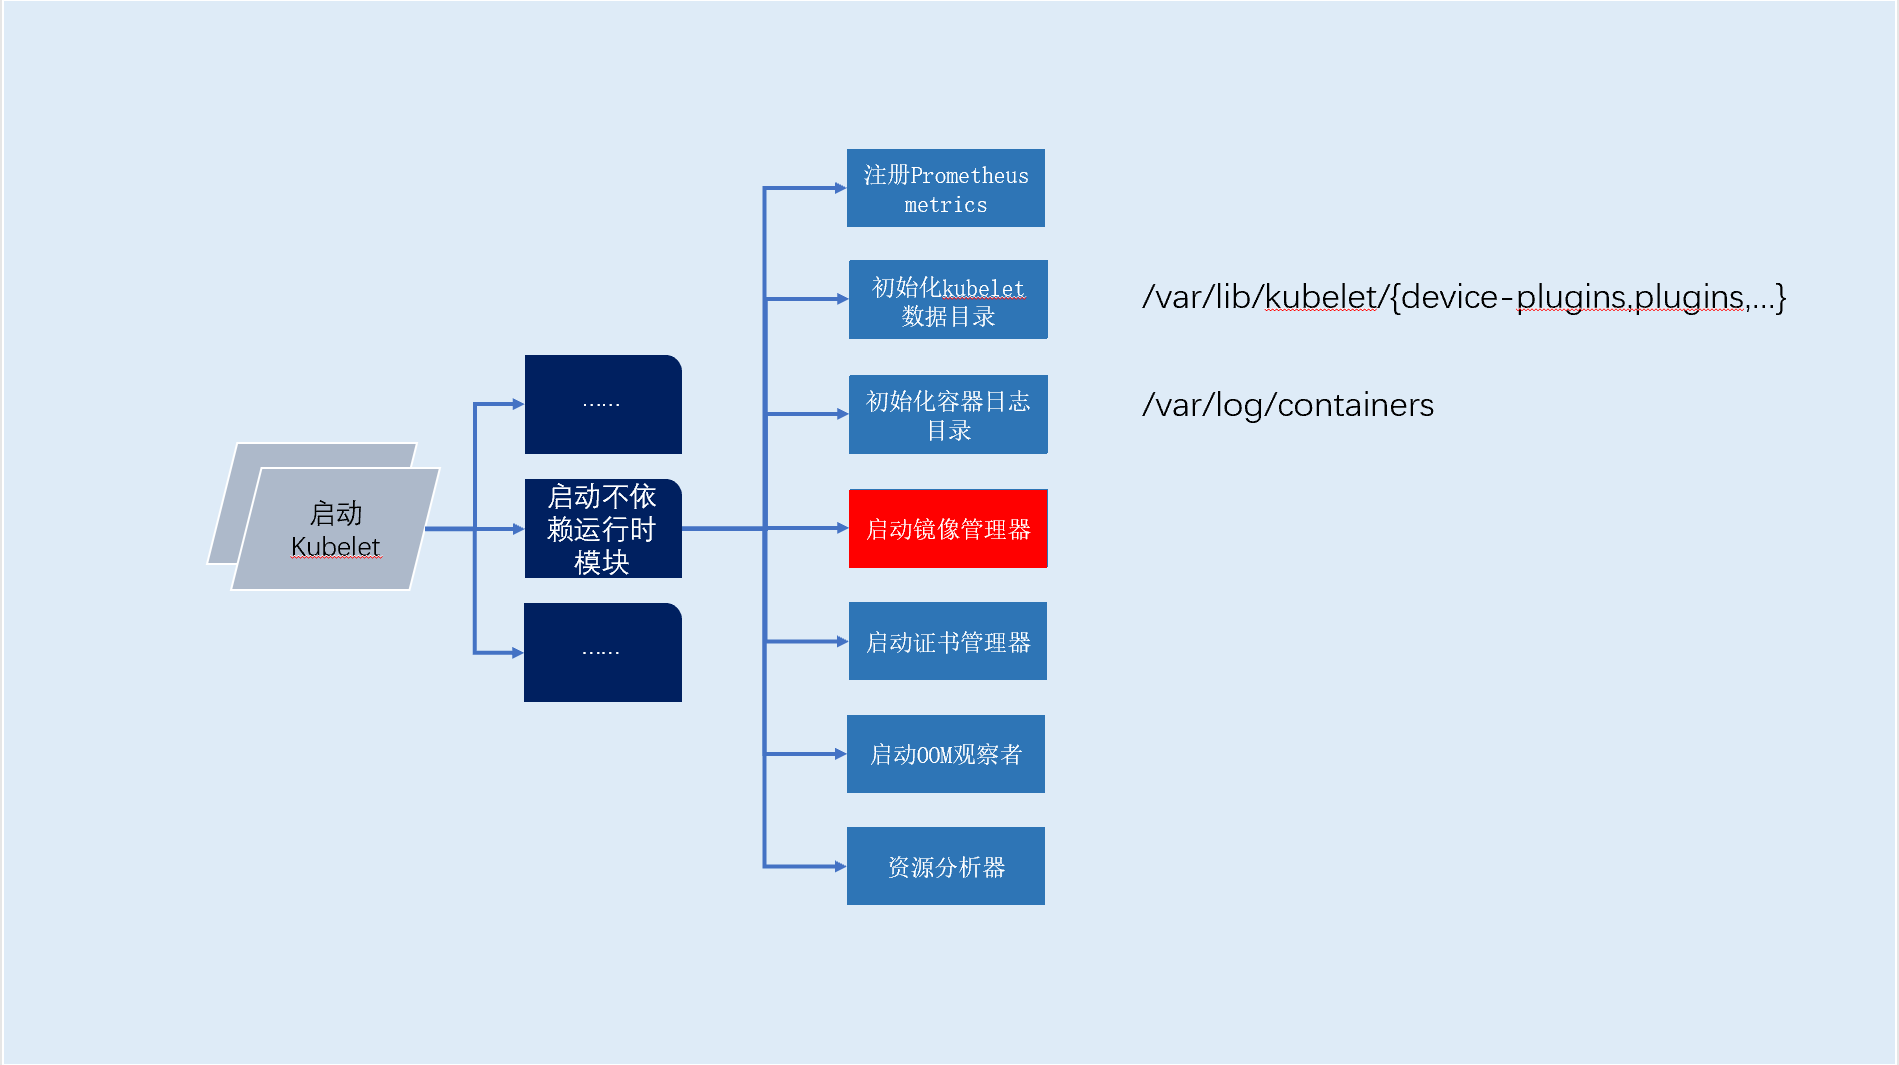 启动
Kubelet
……
启动不依
赖运行时
模块
……
注册Prometheus
metrics
初始化kubelet
数据目录
/var/lib/kubelet/{device-plugins,plugins,...}
初始化容器日志
目录
/var/log/containers
启动镜像管理器
启动证书管理器
启动OOM观察者
资源分析器